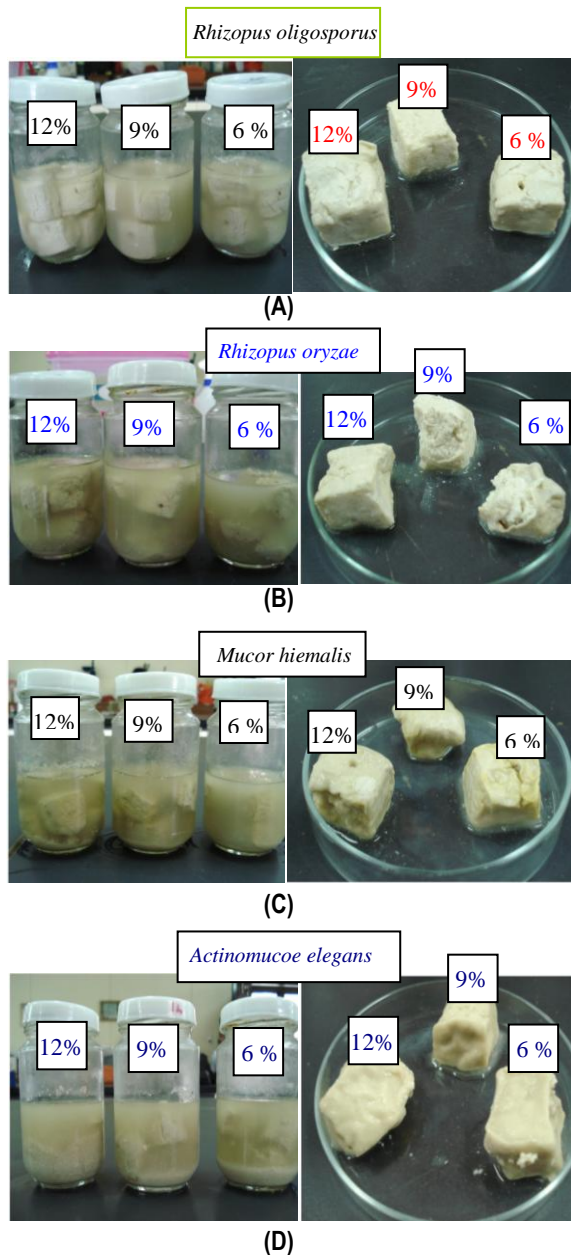 Rhizopus oligosporus
12% 9% 6 %
9%
12% 6 %
(A)
Rhizopus oryzae
12% 9% 6 %
9%
12% 6 %
(B)
Mucor hiemalis
12% 9% 6 %
9%
12% 6 %
(C)
Actinomucoe elegans
12% 9% 6 %
9%
12% 6 %
(D)